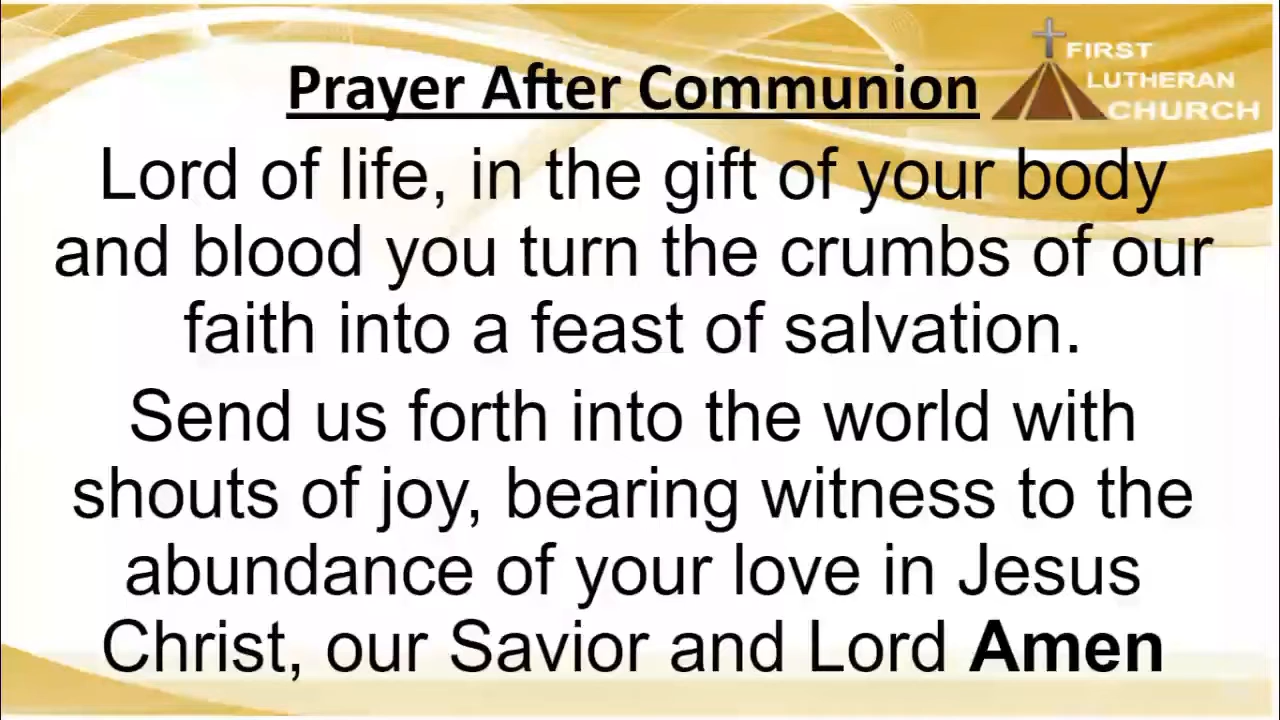 Prayer After Communion
FIRST
LUTHERAN
CHURCH
Lord of life, in the gift of your body
and blood you turn the crumbs of our
faith into a feast of salvation.
Send us forth into the world with
shouts of joy, bearing witness to the
abundance of your love in Jesus
Christ, our Savior and Lord Amen